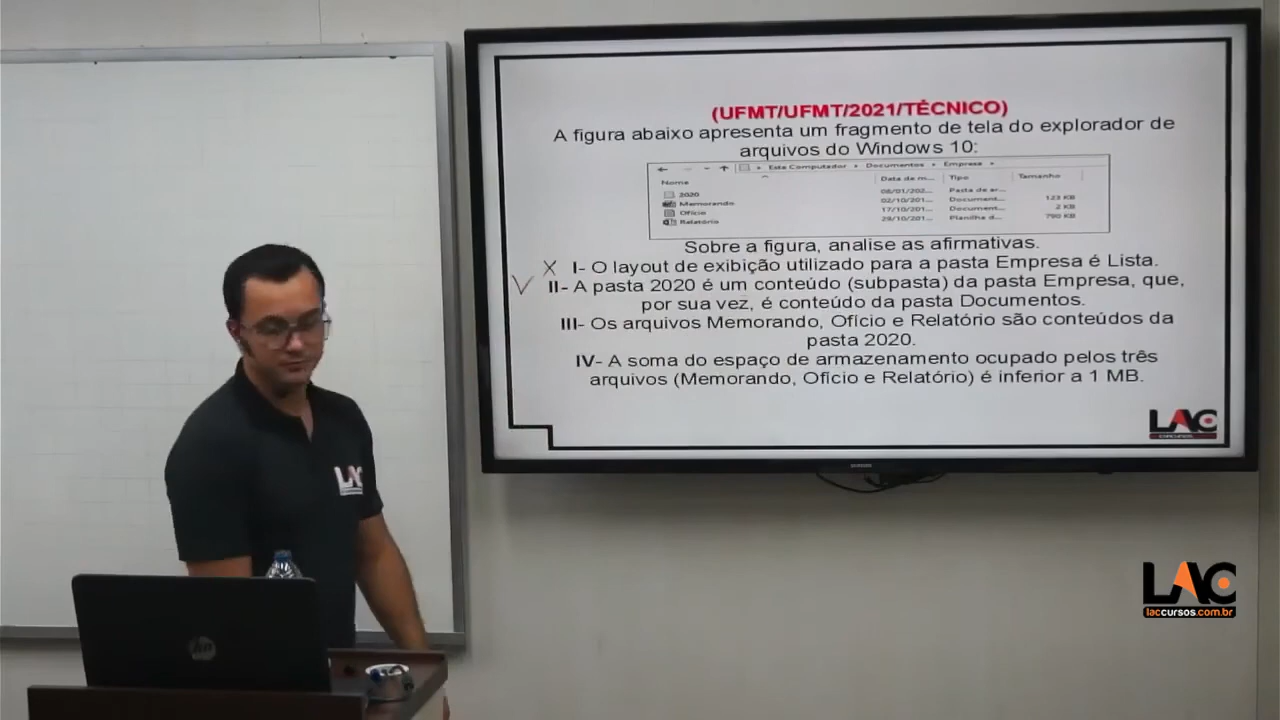 (UFMT/UFMT/2021/TÉCNICO)
A figura abaixo apresenta um fragmento de tela do explorador de
arquivos do Windows 10:
Este Computador > Documentos > Empresa >
Nome Data de m... Tipo Tamanho
2020 08/01/202... Pasta de ar...
Memorando 02/10/201... Document... 123 KB
Ofício 17/10/201... Document... 2 KB
Relatório 29/10/201... Planilha d... 790 KB
Sobre a figura, analise as afirmativas.
X I- O layout de exibição utilizado para a pasta Empresa é Lista.
V II- A pasta 2020 é um conteúdo (subpasta) da pasta Empresa, que,
por sua vez, é conteúdo da pasta Documentos.
III- Os arquivos Memorando, Ofício e Relatório são conteúdos da
pasta 2020.
IV- A soma do espaço de armazenamento ocupado pelos três
arquivos (Memorando, Ofício e Relatório) é inferior a 1 MB.
LAC
CONCURSOS
SAMSUNG
LAC
hp
LAC
laccursos.com.br